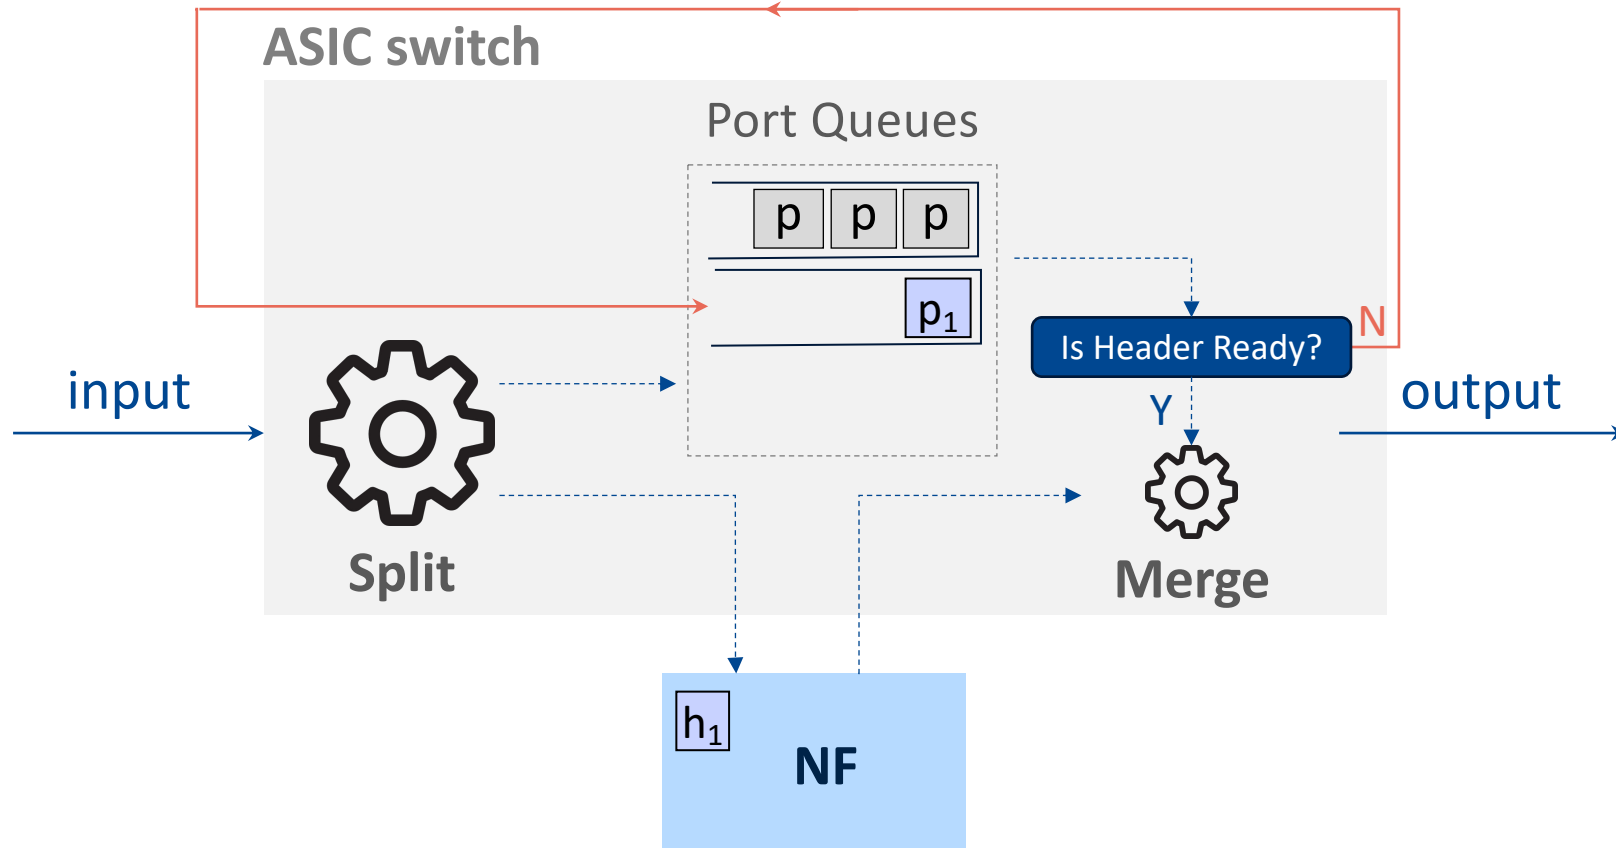 ASIC switch
Port Queues
p p p
p₁
N
Is Header Ready?
input
Y
output
Split
Merge
h₁
NF